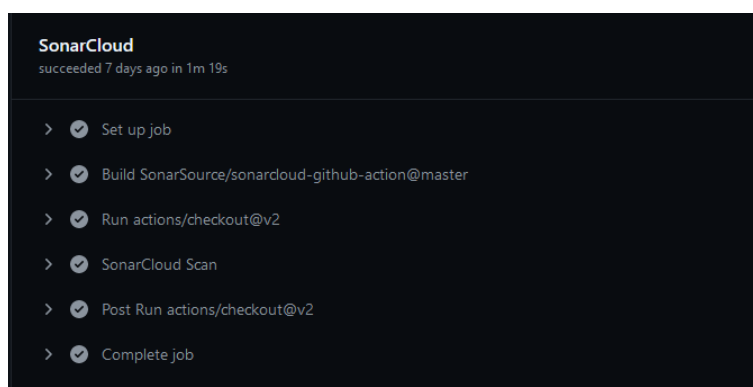 SonarCloud
succeeded 7 days ago in 1m 19s
Set up job
Build SonarSource/sonarcloud-github-action@master
Run actions/checkout@v2
SonarCloud Scan
Post Run actions/checkout@v2
Complete job